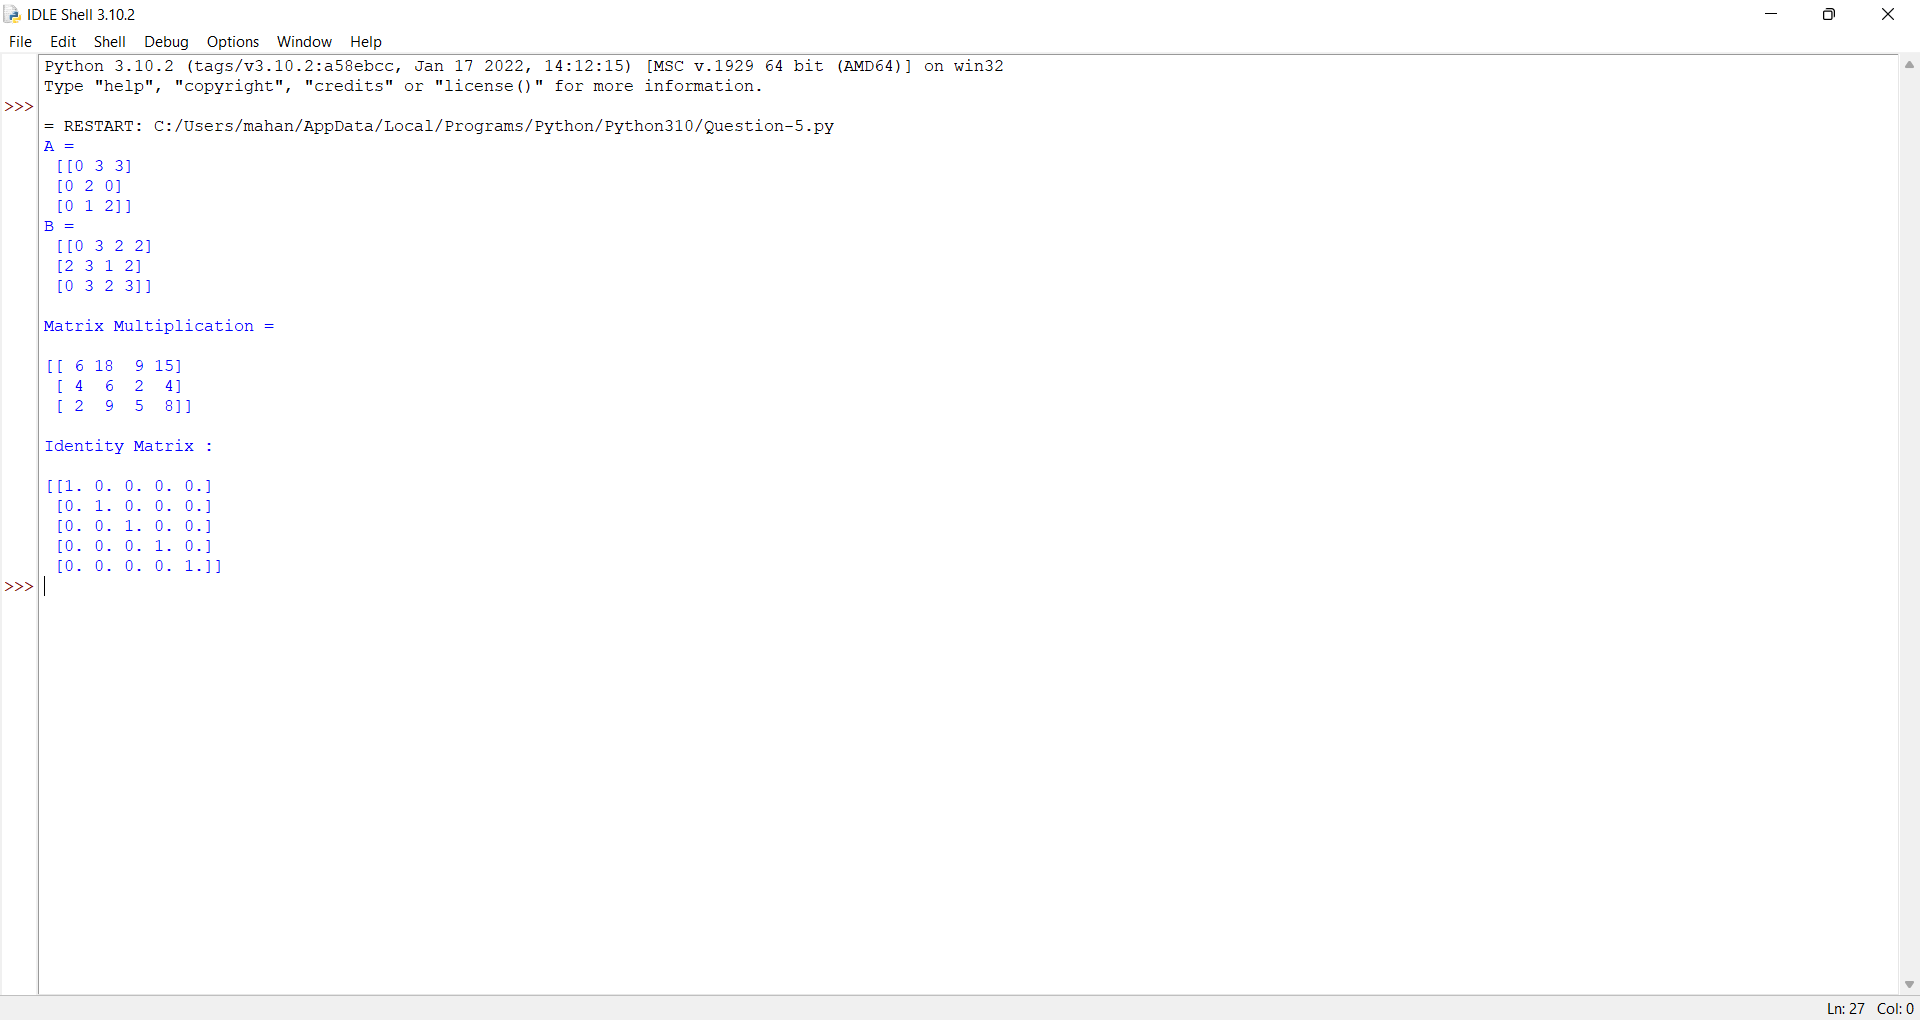 IDLE Shell 3.10.2
File Edit Shell Debug Options Window Help
Python 3.10.2 (tags/v3.10.2:a58ebcc, Jan 17 2022, 14:12:15) [MSC v.1929 64 bit (AMD64)] on win32
Type "help", "copyright", "credits" or "license()" for more information.
>>>
= RESTART: C:/Users/mahan/AppData/Local/Programs/Python/Python310/Question-5.py
A =
 [[0 3 3]
 [0 2 0]
 [0 1 2]]
B =
 [[0 3 2 2]
 [2 3 1 2]
 [0 3 2 3]]
Matrix Multiplication =
[[ 6 18  9 15]
 [ 4  6  2  4]
 [ 2  9  5  8]]
Identity Matrix :
[[1. 0. 0. 0. 0.]
 [0. 1. 0. 0. 0.]
 [0. 0. 1. 0. 0.]
 [0. 0. 0. 1. 0.]
 [0. 0. 0. 0. 1.]]
>>>
Ln: 27 Col: 0